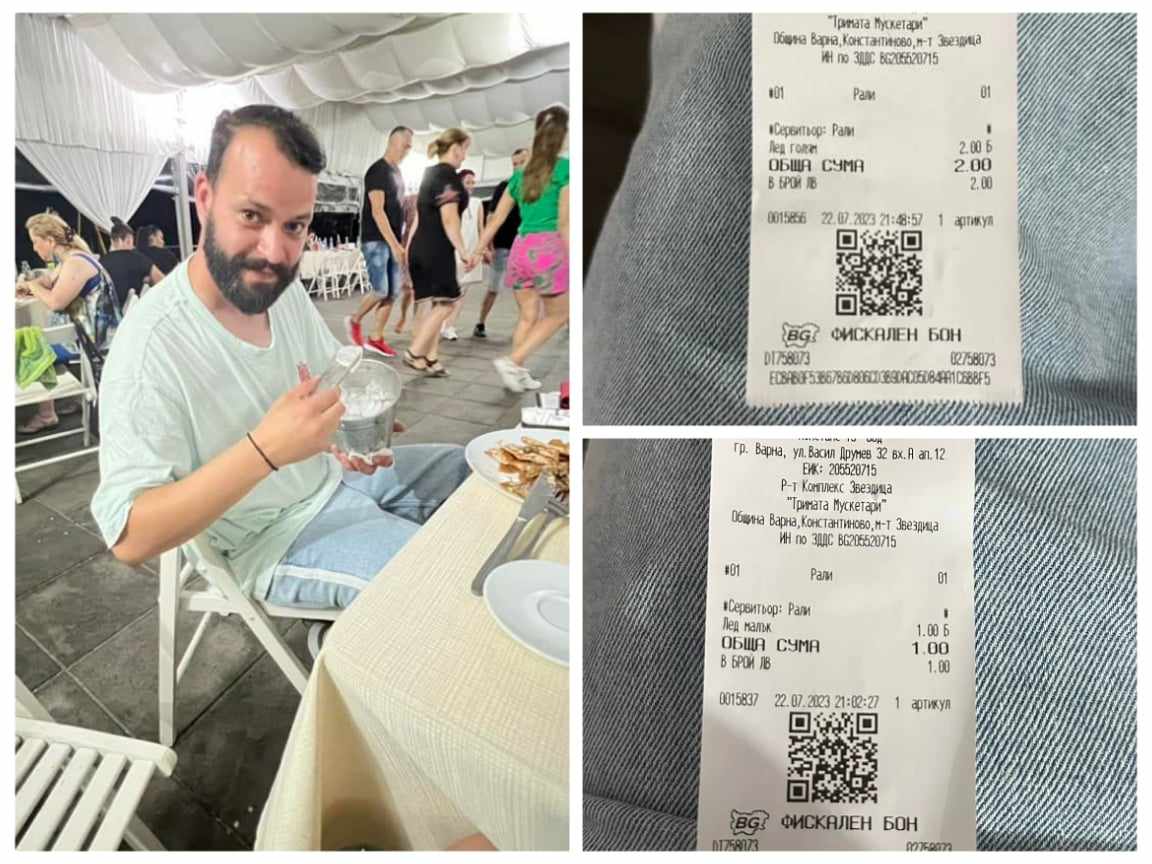 "Тримата Мускетари"
Община Варна,Константиново,м-т Звездица
ИН по ЗДДС BG205520715
#01 Рали 01
#Сервитьор: Рали #
Лед голям 2.00 Б
ОБЩА СУМА 2.00
В БРОЙ ЛВ 2.00
0015856 22.07.2023 21:48:57 1 артикул
BG ФИСКАЛЕН БОН
DT758073 02758073
гр. Варна, ул.Васил Друмев 32 вх.А ап.12
ЕИК: 205520715
Р-т Комплекс Звездица
"Тримата Мускетари"
Община Варна,Константиново,м-т Звездица
ИН по ЗДДС BG205520715
#01 Рали 01
#Сервитьор: Рали #
Лед малък 1.00 Б
ОБЩА СУМА 1.00
В БРОЙ ЛВ 1.00
0015837 22.07.2023 21:02:27 1 артикул
BG ФИСКАЛЕН БОН
DT758073 02758073